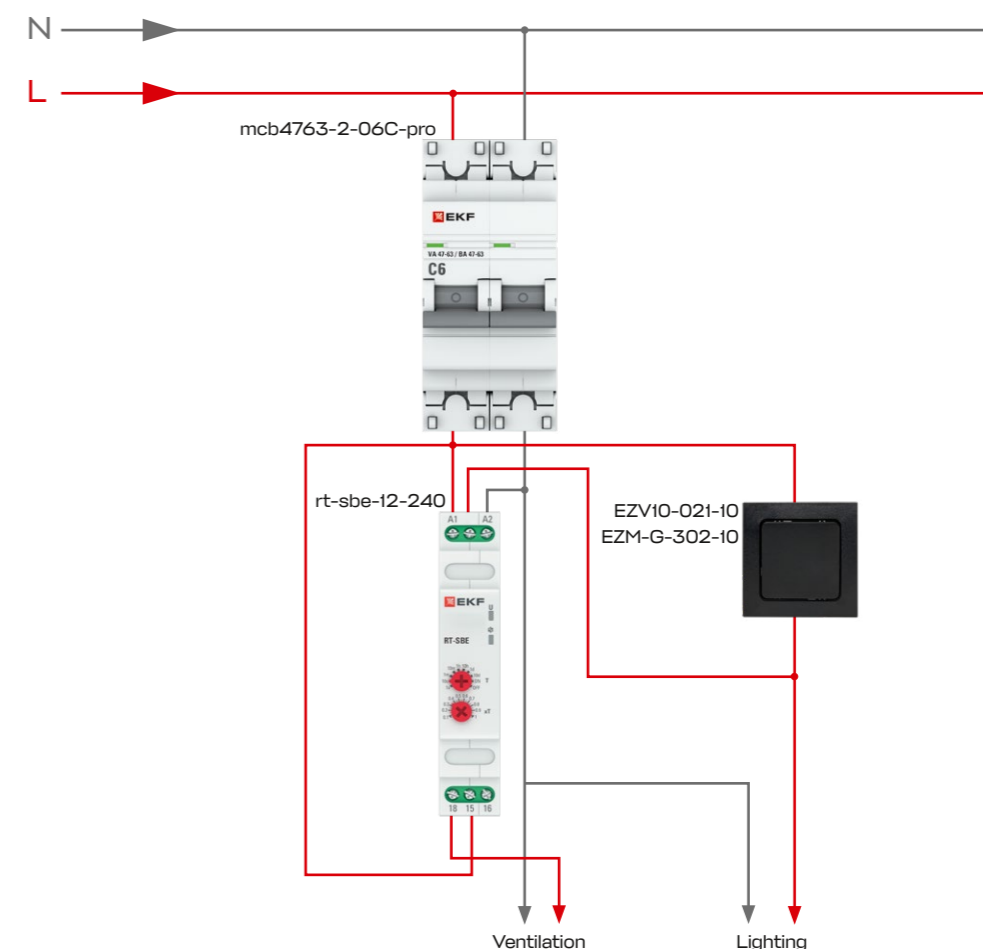 N
L
mcb4763-2-06C-pro
EKF
VA 47-63 / BA 47-63
C6
rt-sbe-12-240
A1 A2
EZV10-021-10
EZM-G-302-10
EKF
RT-SBE
T
xT
18 15 16
Ventilation
Lighting